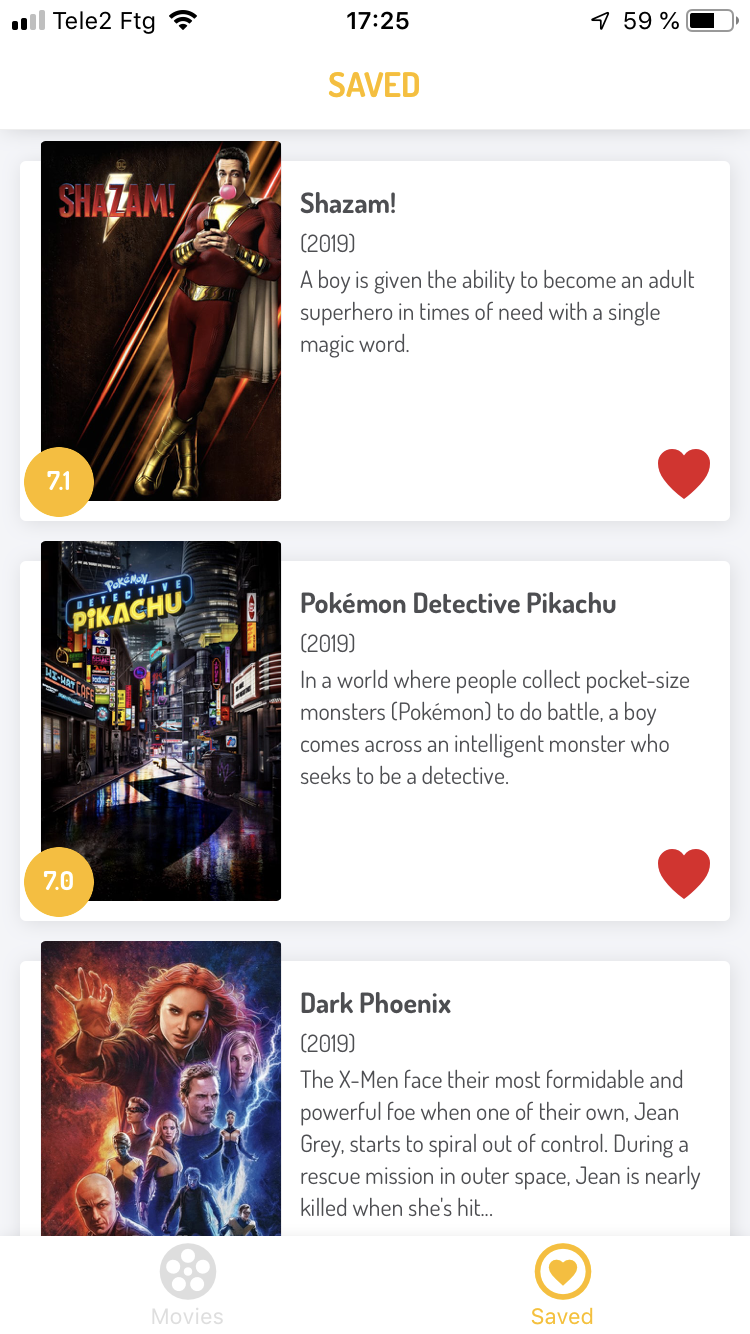 Tele2 Ftg 17:25 59 %
SAVED
DC
SHAZAM!
Shazam!
(2019)
A boy is given the ability to become an adult
superhero in times of need with a single
magic word.
7.1
POKÉMON
DETECTIVE
PIKACHU
HI-HAT CAFE
Pokémon Detective Pikachu
(2019)
In a world where people collect pocket-size
monsters (Pokémon) to do battle, a boy
comes across an intelligent monster who
seeks to be a detective.
7.0
Dark Phoenix
(2019)
The X-Men face their most formidable and
powerful foe when one of their own, Jean
Grey, starts to spiral out of control. During a
rescue mission in outer space, Jean is nearly
killed when she's hit...
Movies
Saved